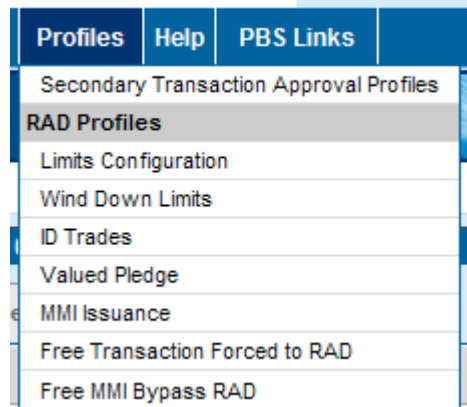 Profiles Help PBS Links
Secondary Transaction Approval Profiles
RAD Profiles
Limits Configuration
Wind Down Limits
ID Trades
Valued Pledge
MMI Issuance
Free Transaction Forced to RAD
Free MMI Bypass RAD